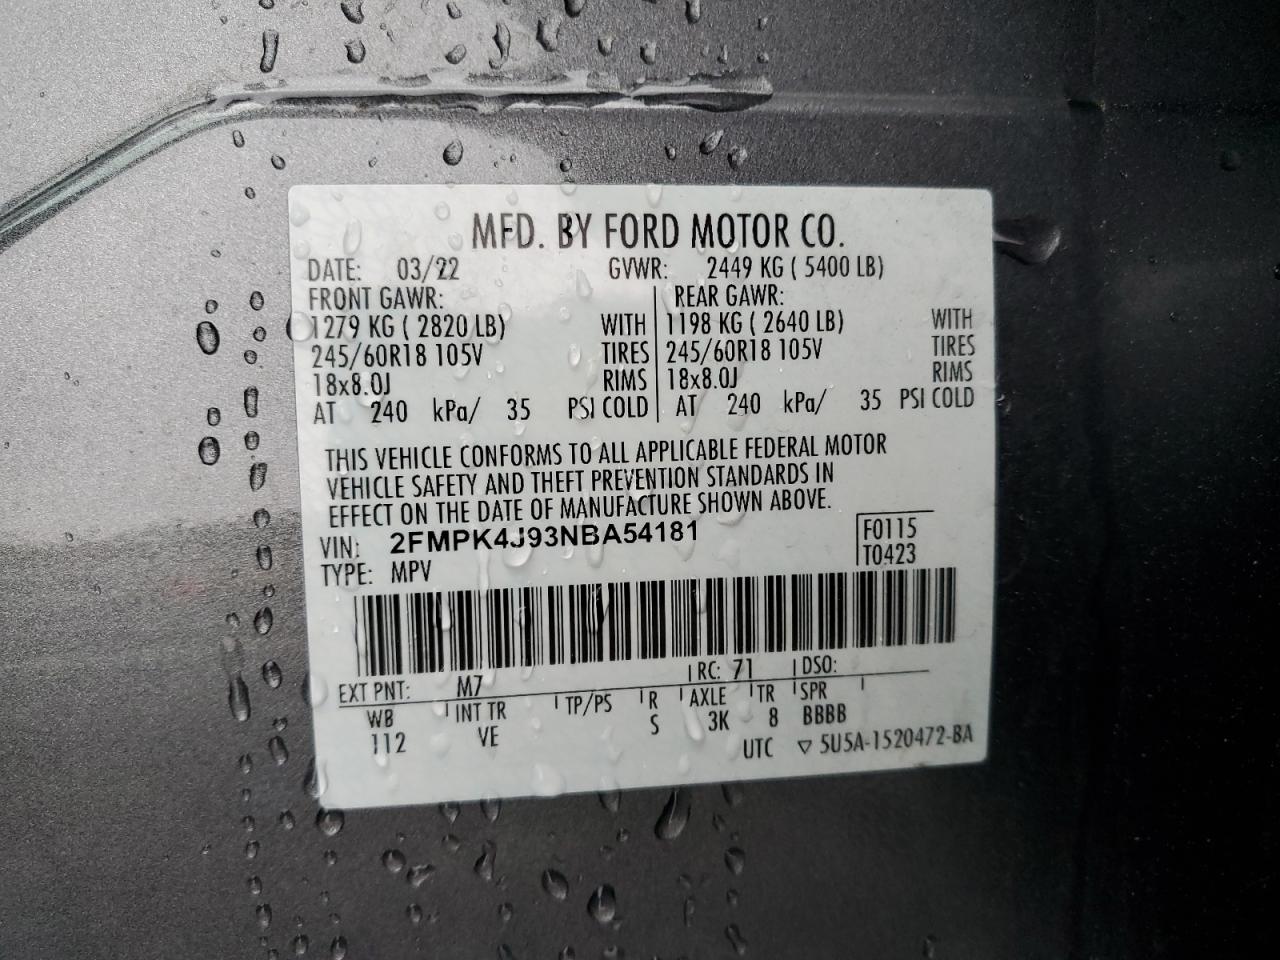 MFD. BY FORD MOTOR CO.
DATE: 03/22 GVWR: 2449 KG ( 5400 LB)
FRONT GAWR: REAR GAWR:
1279 KG ( 2820 LB) WITH 1198 KG ( 2640 LB) WITH
245/60R18 105V TIRES 245/60R18 105V TIRES
18x8.0J RIMS 18x8.0J RIMS
AT 240 kPa/ 35 PSI COLD AT 240 kPa/ 35 PSI COLD
THIS VEHICLE CONFORMS TO ALL APPLICABLE FEDERAL MOTOR
VEHICLE SAFETY AND THEFT PREVENTION STANDARDS IN
EFFECT ON THE DATE OF MANUFACTURE SHOWN ABOVE.
VIN: 2FMPK4J93NBA54181 F0115
TYPE: MPV T0423
EXT PNT: M7 RC: 71 DSO:
WB INT TR TP/PS R AXLE TR SPR
112 VE S 3K 8 BBBB
UTC ▽ 5U5A-1520472-BA